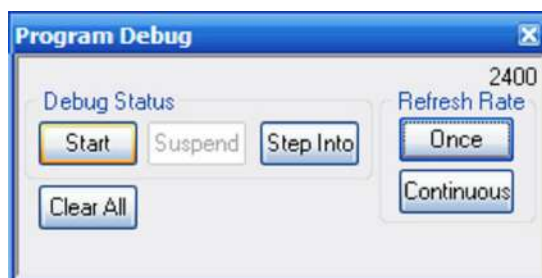 Program Debug
2400
Debug Status
Refresh Rate
Start Suspend Step Into
Once
Clear All
Continuous